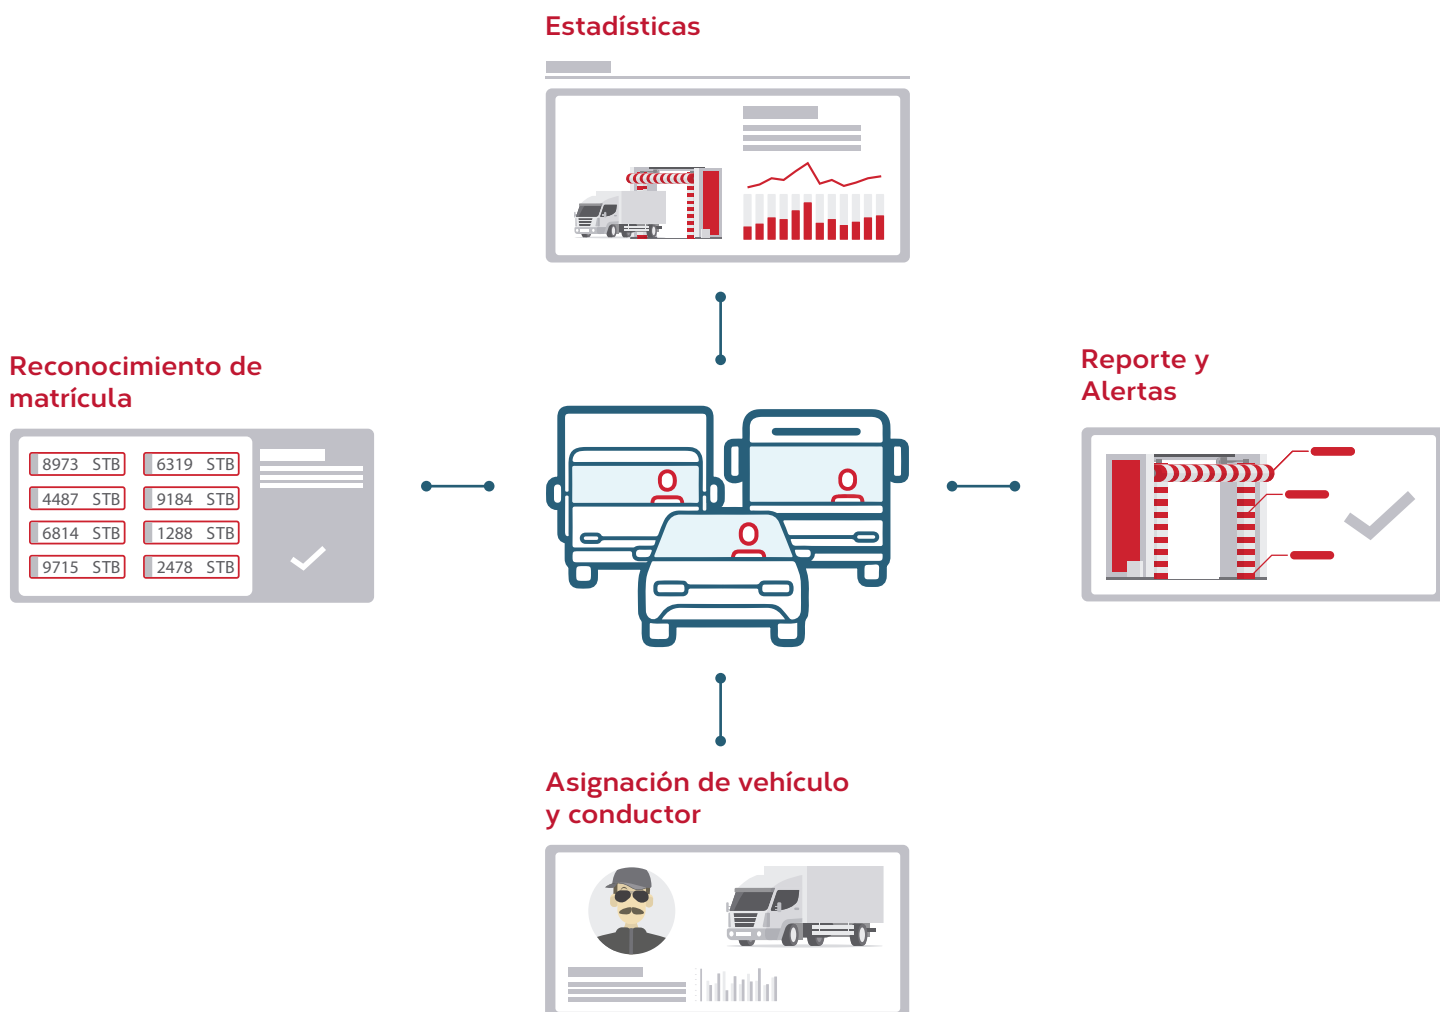 Estadísticas
Reconocimiento de
matrícula
8973 STB
6319 STB
4487 STB
9184 STB
6814 STB
1288 STB
9715 STB
2478 STB
Reporte y
Alertas
Asignación de vehículo
y conductor